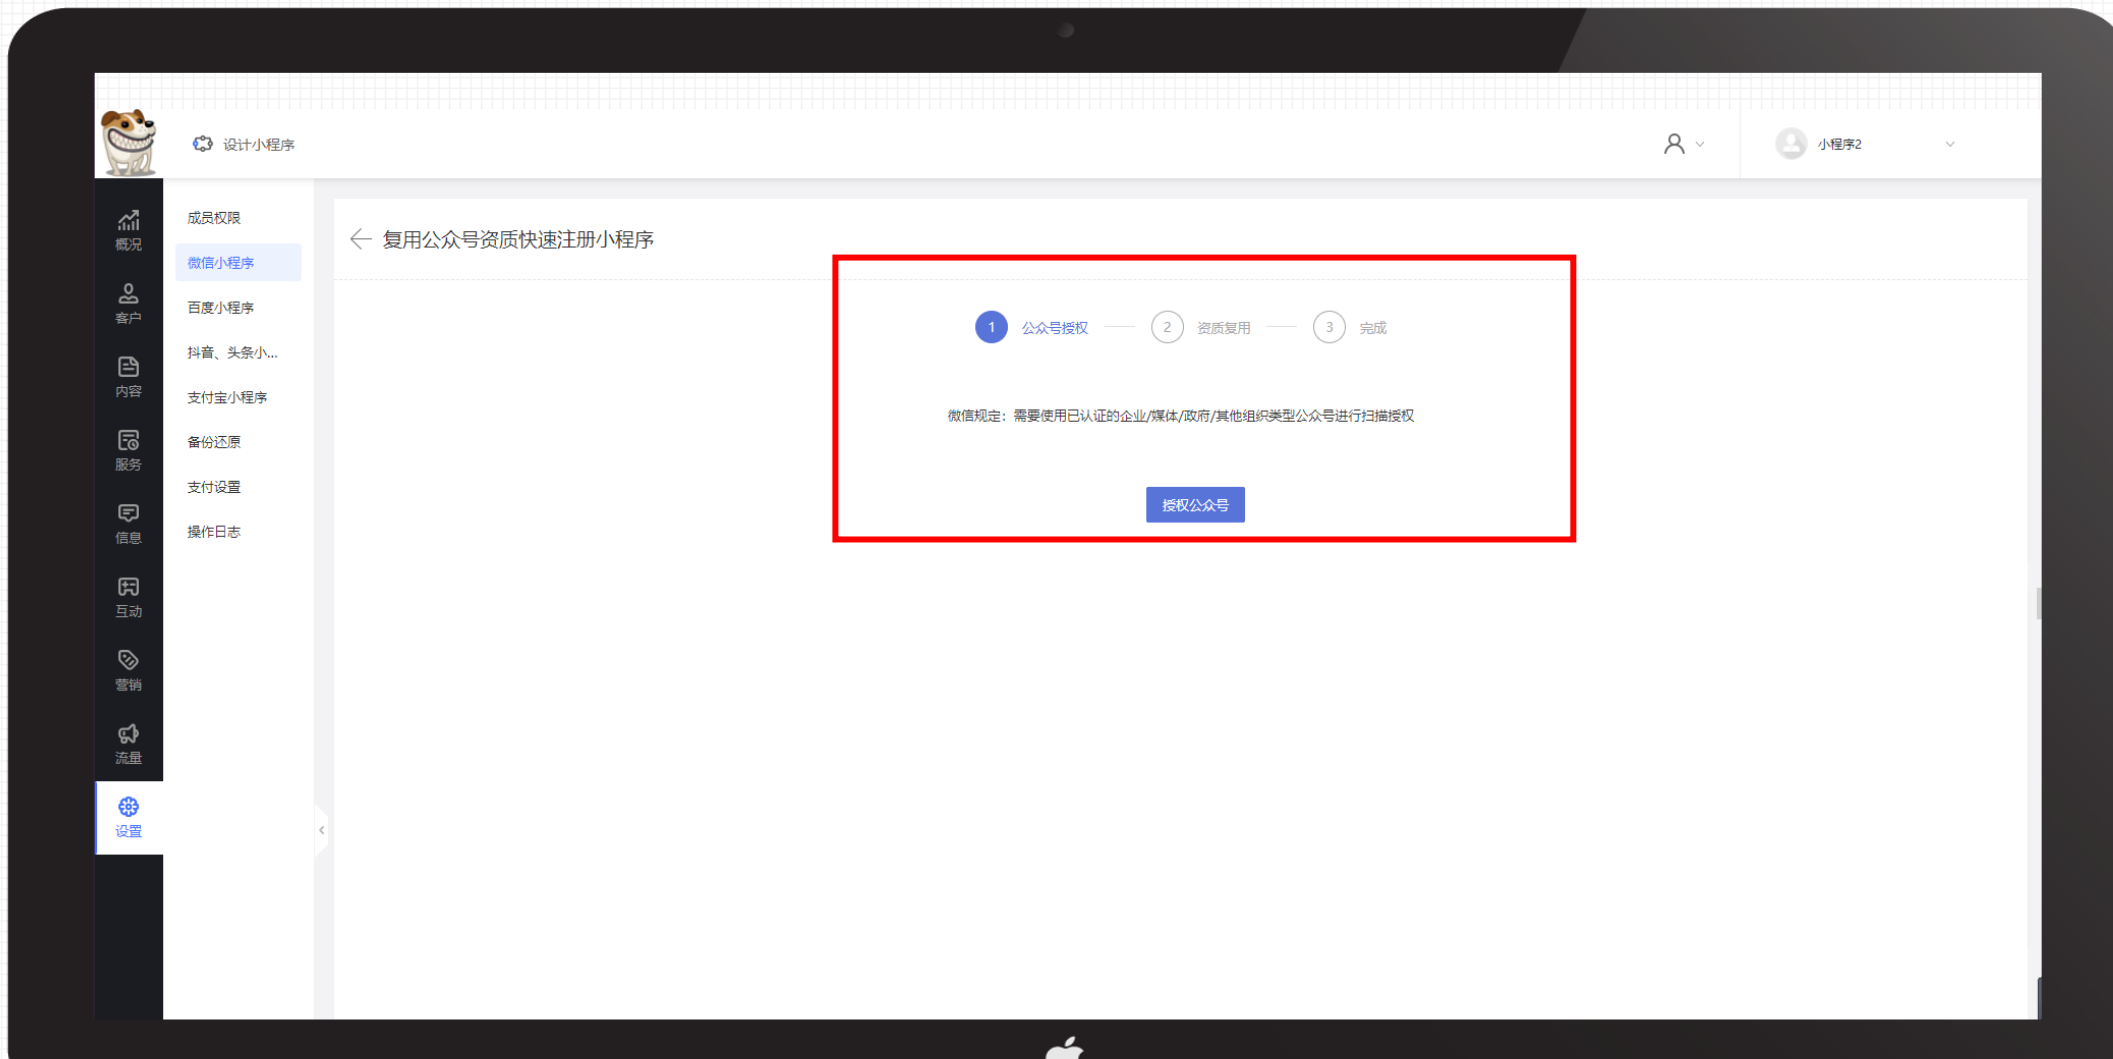 设计小程序
小程序2
概况
客户
内容
服务
信息
互动
营销
流量
设置
成员权限
微信小程序
百度小程序
抖音、头条小...
支付宝小程序
备份还原
支付设置
操作日志
复用公众号资质快速注册小程序
1 公众号授权 2 资质复用 3 完成
微信规定：需要使用已认证的企业/媒体/政府/其他组织类型公众号进行扫描授权
授权公众号